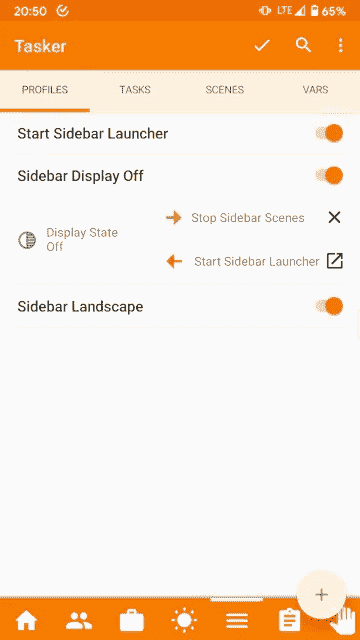 20:50 LTE 65%
Tasker
PROFILES TASKS SCENES VARS
Start Sidebar Launcher
Sidebar Display Off
Stop Sidebar Scenes
Display State
Off
Start Sidebar Launcher
Sidebar Landscape